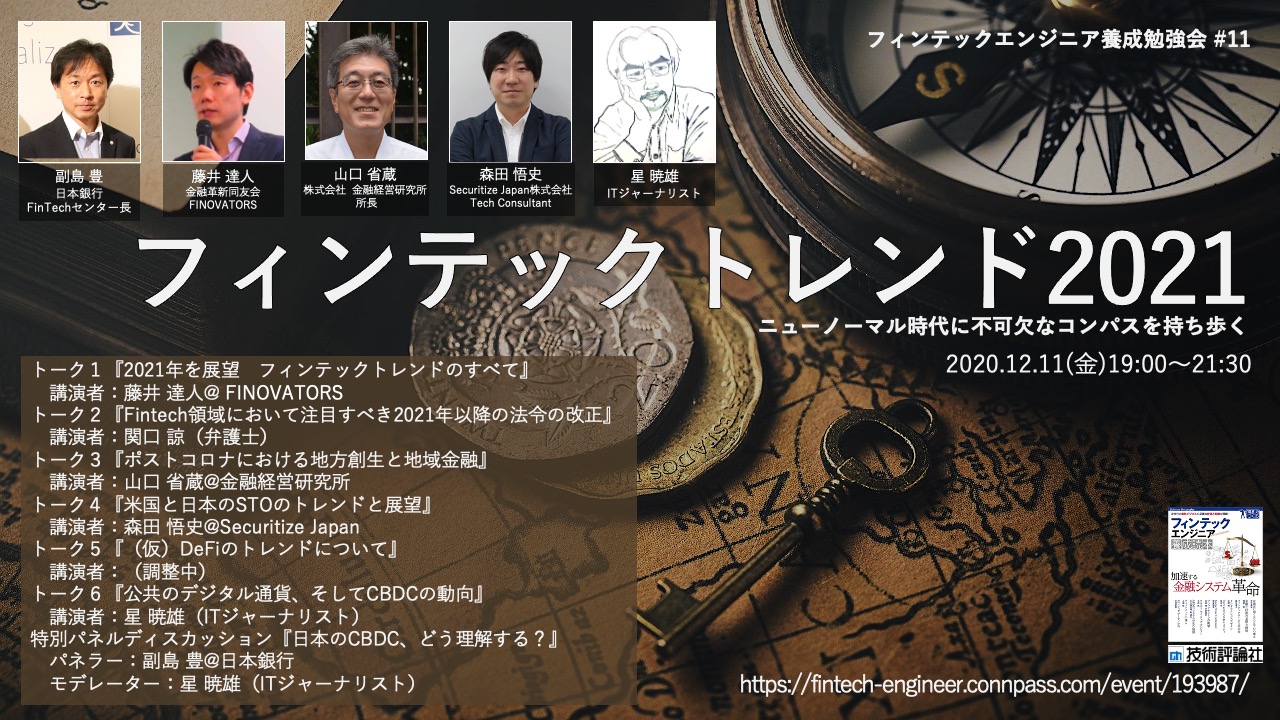 フィンテックエンジニア養成勉強会 #11
副島 豊
日本銀行
FinTechセンター長
藤井 達人
金融革新同友会
FINOVATORS
山口 省蔵
株式会社 金融経営研究所
所長
森田 悟史
Securitize Japan株式会社
Tech Consultant
星 暁雄
ITジャーナリスト
フィンテックトレンド2021
ニューノーマル時代に不可欠なコンパスを持ち歩く
2020.12.11(金)19:00〜21:30
トーク1『2021年を展望　フィンテックトレンドのすべて』
講演者：藤井 達人@ FINOVATORS
トーク2『Fintech領域において注目すべき2021年以降の法令の改正』
講演者：関口 諒（弁護士）
トーク3『ポストコロナにおける地方創生と地域金融』
講演者：山口 省蔵@金融経営研究所
トーク4『米国と日本のSTOのトレンドと展望』
講演者：森田 悟史@Securitize Japan
トーク5『（仮）DeFiのトレンドについて』
講演者：（調整中）
トーク6『公共のデジタル通貨、そしてCBDCの動向』
講演者：星 暁雄（ITジャーナリスト）
特別パネルディスカッション『日本のCBDC、どう理解する？』
パネラー：副島 豊@日本銀行
モデレーター：星 暁雄（ITジャーナリスト）
フィンテック
エンジニア
加速する
金融システム革命
技術評論社
https://fintech-engineer.connpass.com/event/193987/